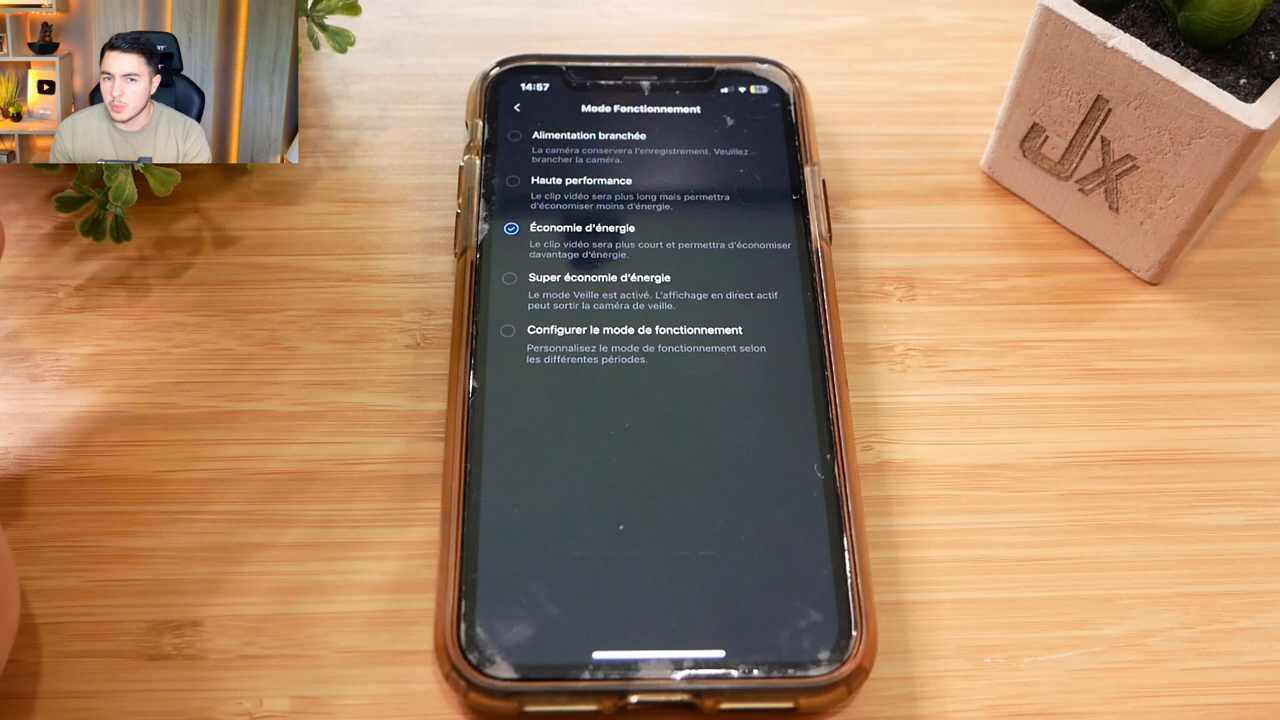 14:57
Mode Fonctionnement
Alimentation branchée
La caméra conservera l'enregistrement. Veuillez
brancher la caméra.
Haute performance
Le clip vidéo sera plus long mais permettra
d'économiser moins d'énergie.
Économie d'énergie
Le clip vidéo sera plus court et permettra d'économiser
davantage d'énergie.
Super économie d'énergie
Le mode Veille est activé. L'affichage en direct actif
peut sortir la caméra de veille.
Configurer le mode de fonctionnement
Personnalisez le mode de fonctionnement selon
les différentes périodes.
Jx